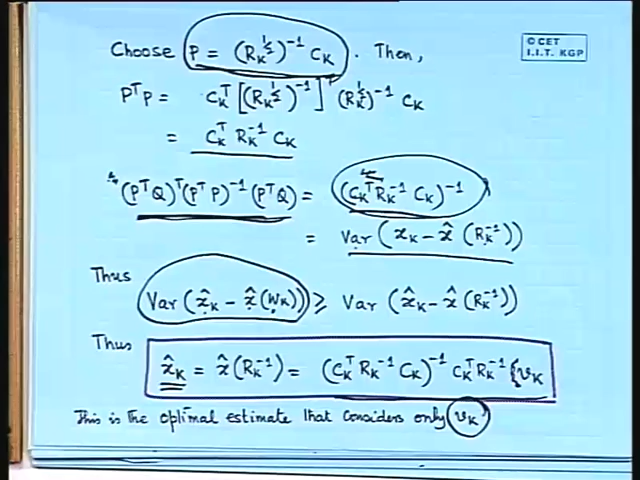 Choose P = (R_K^{1/2})^{-1} C_K . Then,
© CET
I.I.T. KGP
P^T P = C_K^T [(R_K^{1/2})^{-1}]^T (R_K^{1/2})^{-1} C_K
= C_K^T R_K^{-1} C_K
(P^T Q)^T (P^T P)^{-1} (P^T Q) = (C_K^T R_K^{-1} C_K)^{-1}
= Var (x_K - x̂ (R_K^{-1}))
Thus
Var (x̂_K - x̂(W_K)) ≥ Var (x̂_K - x̂ (R_K^{-1}))
Thus
x̂_K = x̂(R_K^{-1}) = (C_K^T R_K^{-1} C_K)^{-1} C_K^T R_K^{-1} { v_K
This is the optimal estimate that considers only v_K